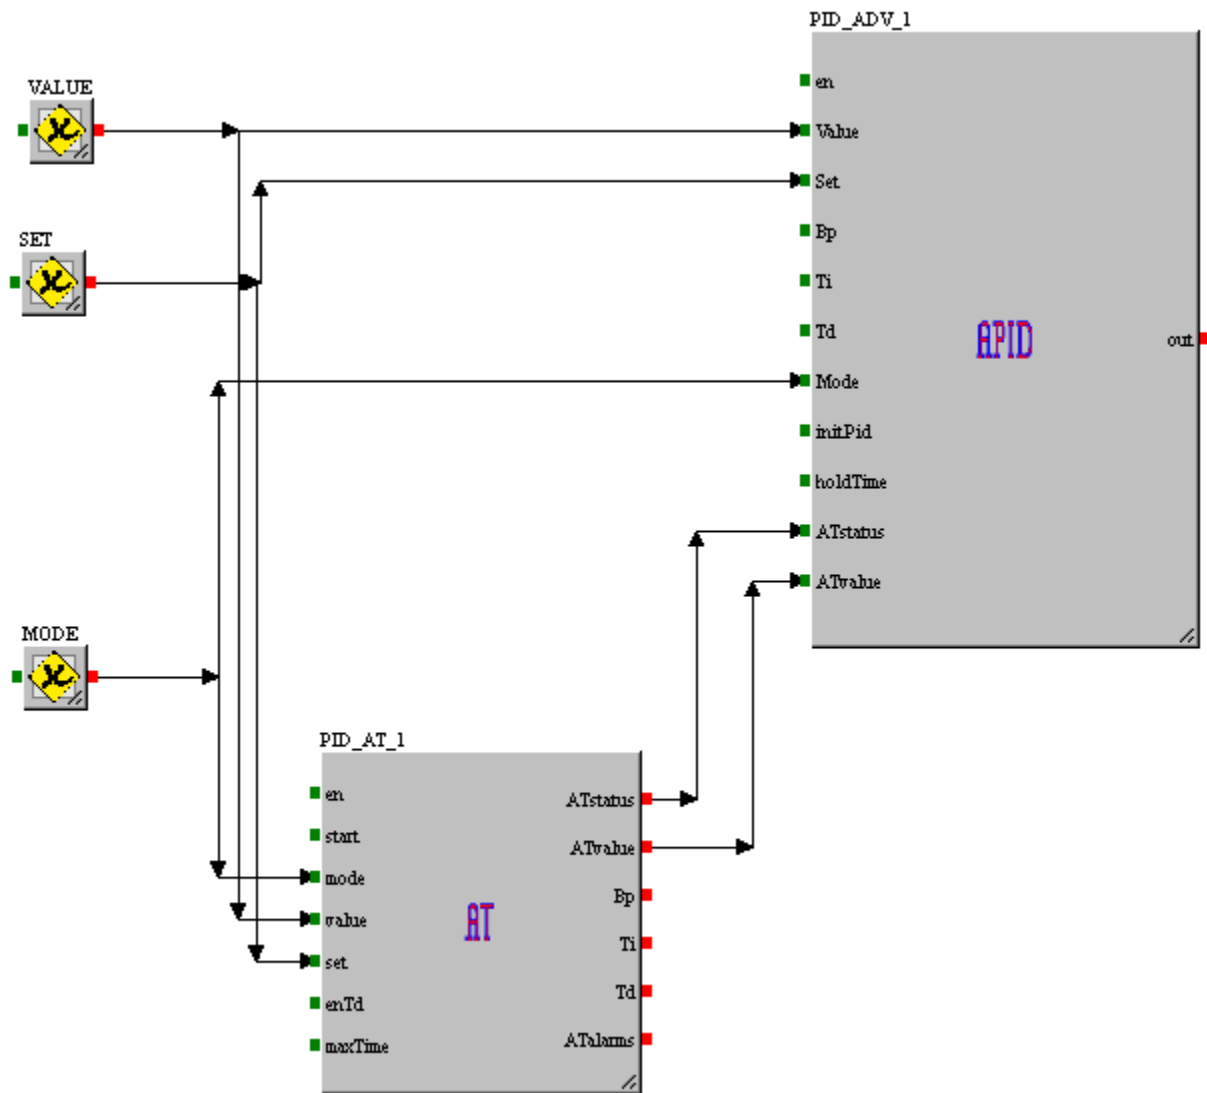 PID_ADV_1
VALUE
en
Value
Set
SET
Bp
Ti
Td
APID
out
Mode
initPid
holdTime
ATstatus
ATvalue
MODE
PID_AT_1
en
ATstatus
start
ATvalue
mode
Bp
value
AT
Ti
set
Td
enTd
ATalarms
maxTime